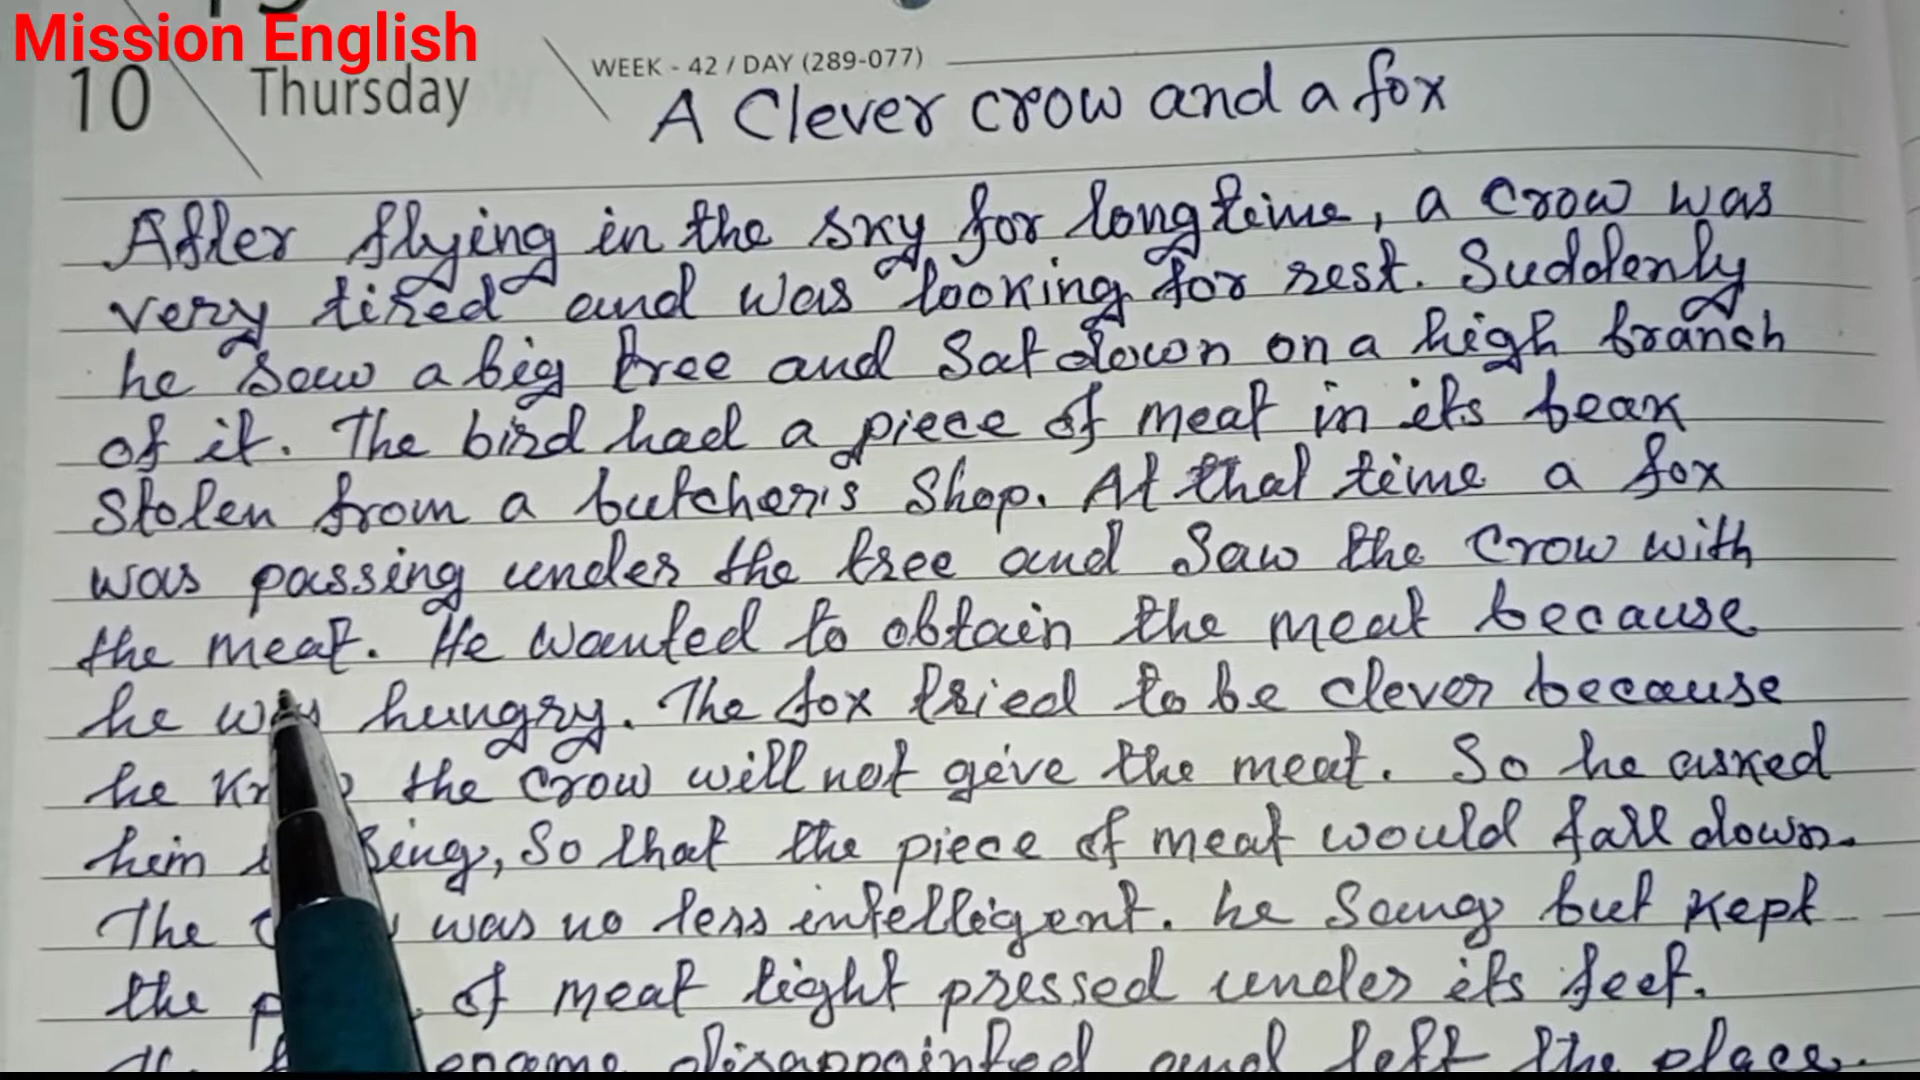 Mission English
10 Thursday
WEEK - 42 / DAY (289-077)
A Clever crow and a fox
After flying in the sky for long time, a crow was
very tired and was looking for rest. Suddenly
he saw a big tree and sat down on a high branch
of it. The bird had a piece of meat in its beak
stolen from a butcher's shop. At that time a fox
was passing under the tree and saw the crow with
the meat. He wanted to obtain the meat because
he was hungry. The fox tried to be clever because
he the crow will not give the meat. So he asked
him sing, So that the piece of meat would fall down.
The was no less intelligent. he sang but kept
the of meat tight pressed under its feet.
disappointed and left the place.